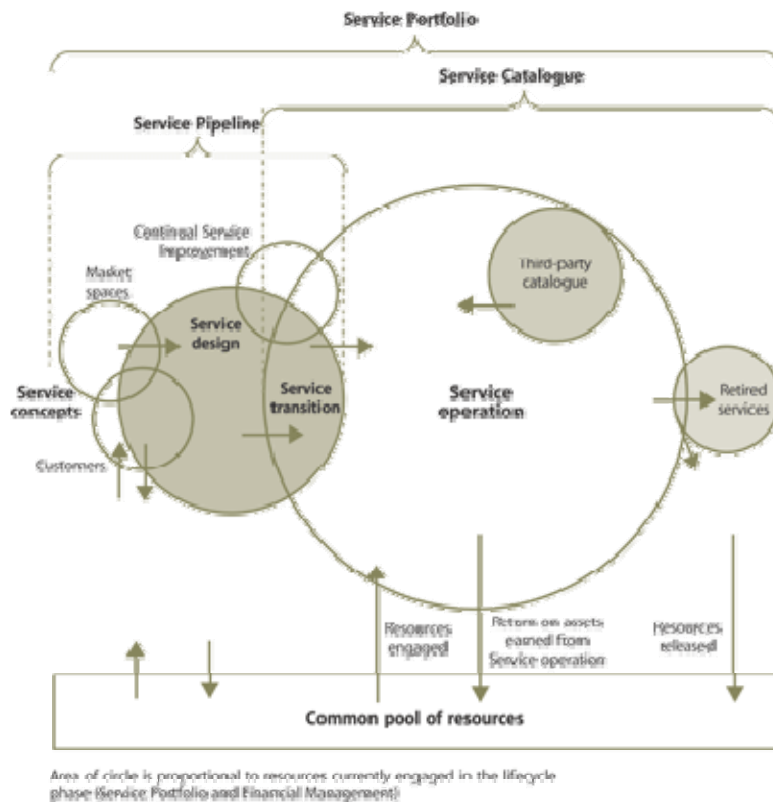 Service Portfolio
Service Catalogue
Service Pipeline
Continual Service
Improvement
Market
spaces
Third-party
catalogue
Service
design
Service
concepts
Service
transition
Service
operation
Retired
services
Customers
Resources
engaged
Return on assets
earned from
Service operation
Resources
released
Common pool of resources
Area of circle is proportional to resources currently engaged in the lifecycle
phase (Service Portfolio and Financial Management)